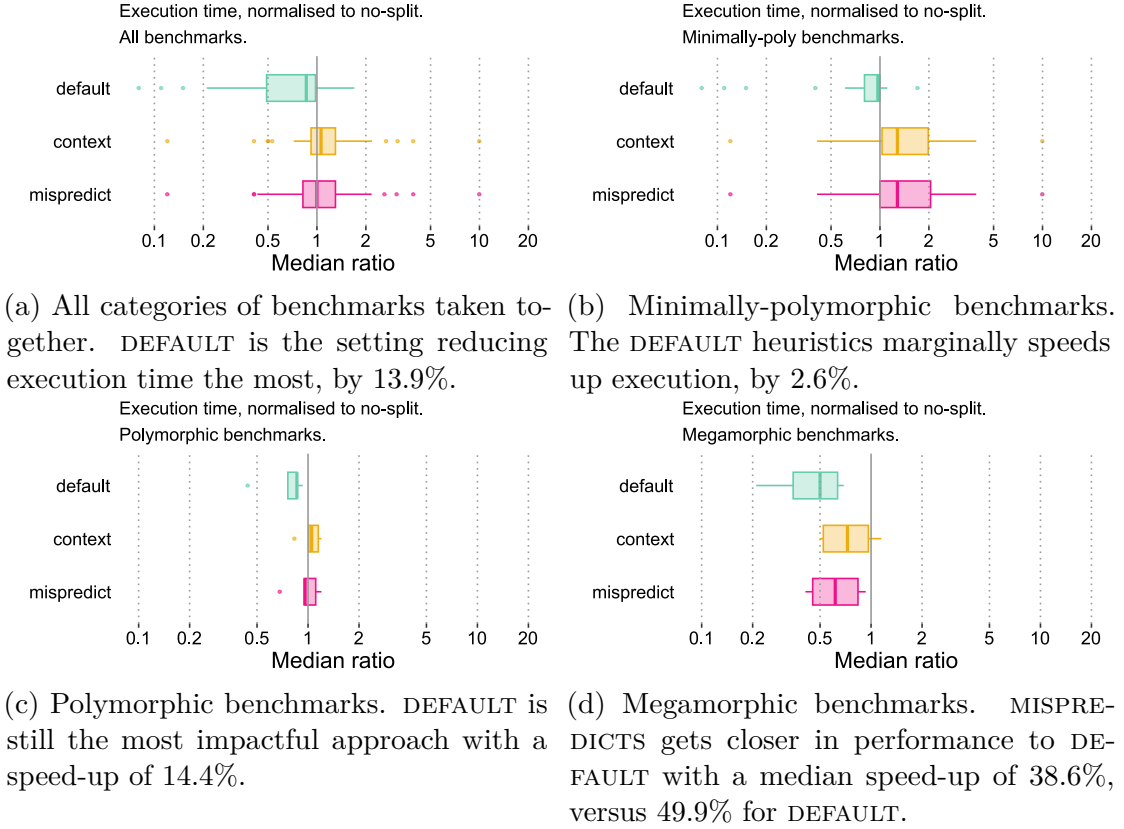 Execution time, normalised to no-split.
All benchmarks.
default
context
mispredict
0.1 0.2 0.5 1 2 5 10 20
Median ratio
(a) All categories of benchmarks taken to-
gether. DEFAULT is the setting reducing
execution time the most, by 13.9%.
Execution time, normalised to no-split.
Minimally-poly benchmarks.
default
context
mispredict
0.1 0.2 0.5 1 2 5 10 20
Median ratio
(b) Minimally-polymorphic benchmarks.
The DEFAULT heuristics marginally speeds
up execution, by 2.6%.
Execution time, normalised to no-split.
Polymorphic benchmarks.
default
context
mispredict
0.1 0.2 0.5 1 2 5 10 20
Median ratio
(c) Polymorphic benchmarks. DEFAULT is
still the most impactful approach with a
speed-up of 14.4%.
Execution time, normalised to no-split.
Megamorphic benchmarks.
default
context
mispredict
0.1 0.2 0.5 1 2 5 10 20
Median ratio
(d) Megamorphic benchmarks. MISPRE-
DICTS gets closer in performance to DE-
FAULT with a median speed-up of 38.6%,
versus 49.9% for DEFAULT.